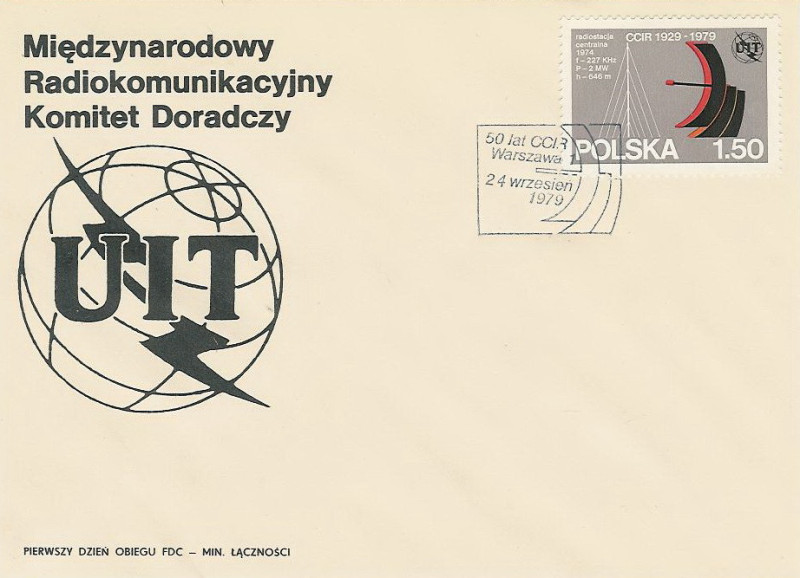 Międzynarodowy
Radiokomunikacyjny
Komitet Doradczy
UIT
radiostacja
centralna
1974
f – 227 KHz
P – 2 MW
h – 646 m
CCIR 1929 - 1979
UIT
POLSKA 1.50
50 lat CCIR
Warszawa 1
24 wrzesień
1979
PIERWSZY DZIEŃ OBIEGU FDC – MIN. ŁĄCZNOŚCI